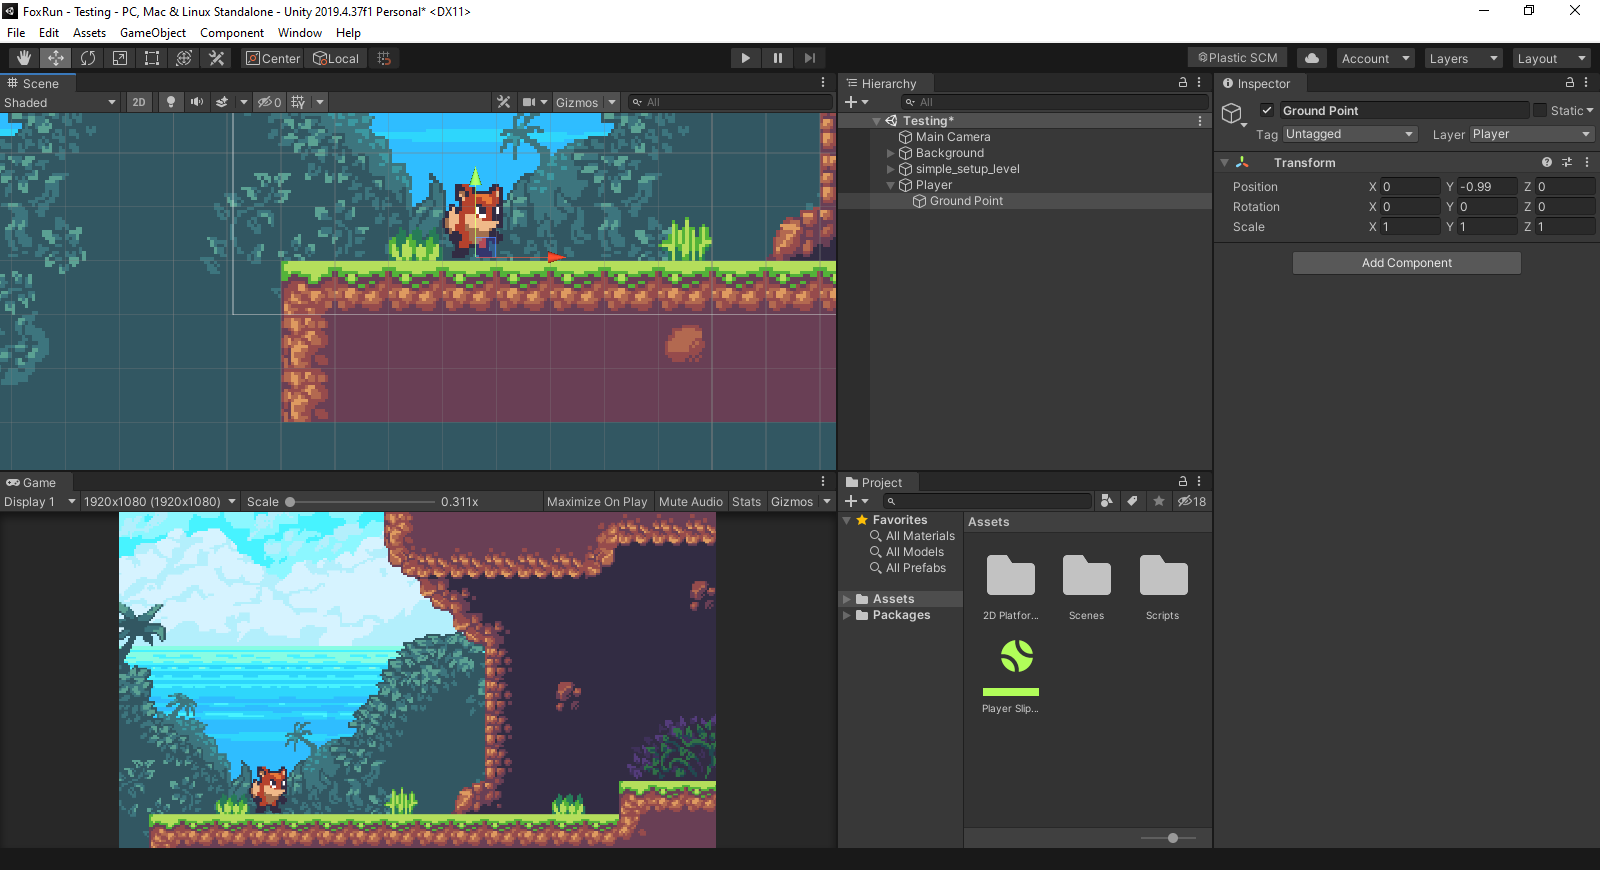 FoxRun - Testing - PC, Mac & Linux Standalone - Unity 2019.4.37f1 Personal* <DX11>
File Edit Assets GameObject Component Window Help
Center Local Plastic SCM Account Layers Layout
Scene
Shaded 2D 0 Gizmos All
Hierarchy
All
Testing*
Main Camera
Background
simple_setup_level
Player
Ground Point
Inspector
Ground Point Static
Tag Untagged Layer Player
Transform
Position X 0 Y -0.99 Z 0
Rotation X 0 Y 0 Z 0
Scale X 1 Y 1 Z 1
Add Component
Game
Display 1 1920x1080 (1920x1080) Scale 0.311x Maximize On Play Mute Audio Stats Gizmos
Project
18
Favorites
All Materials
All Models
All Prefabs
Assets
Packages
Assets
2D Platfor... Scenes Scripts
Player Slip...